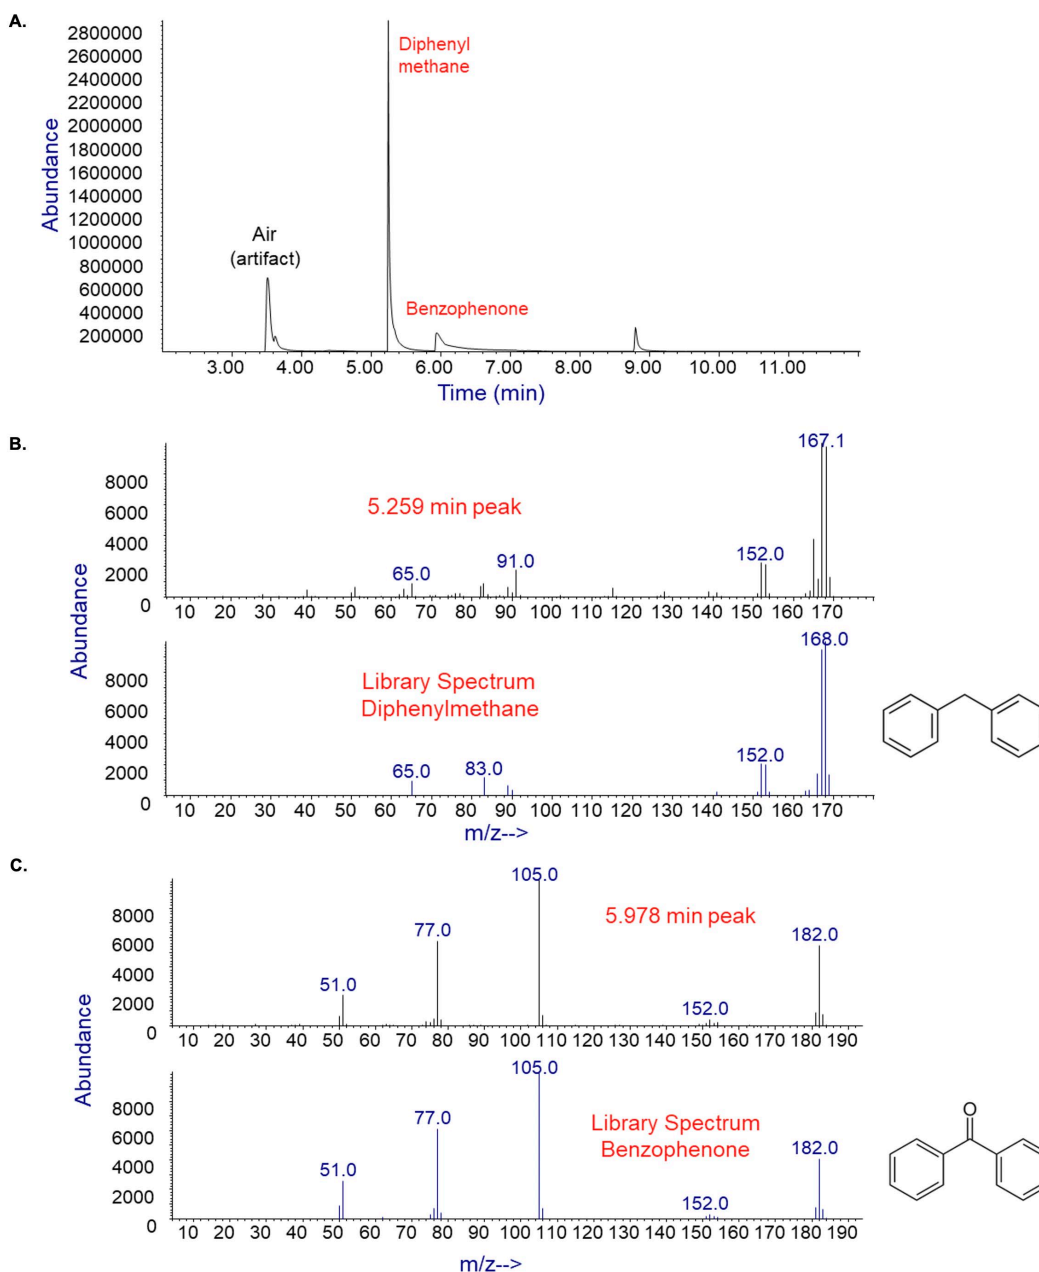 A.
Abundance
2800000
2600000
2400000
2200000
2000000
1800000
1600000
1400000
1200000
1000000
800000
600000
400000
200000
Diphenyl
methane
Air
(artifact)
Benzophenone
3.00 4.00 5.00 6.00 7.00 8.00 9.00 10.00 11.00
Time (min)
B.
Abundance
167.1
8000
6000
4000
2000
0
5.259 min peak
65.0
91.0
152.0
10 20 30 40 50 60 70 80 90 100 110 120 130 140 150 160 170
168.0
8000
6000
4000
2000
0
Library Spectrum
Diphenylmethane
65.0
83.0
152.0
10 20 30 40 50 60 70 80 90 100 110 120 130 140 150 160 170
m/z-->
C.
Abundance
105.0
8000
6000
4000
2000
0
5.978 min peak
51.0
77.0
152.0
182.0
10 20 30 40 50 60 70 80 90 100 110 120 130 140 150 160 170 180 190
105.0
8000
6000
4000
2000
0
Library Spectrum
Benzophenone
51.0
77.0
152.0
182.0
10 20 30 40 50 60 70 80 90 100 110 120 130 140 150 160 170 180 190
m/z-->
O